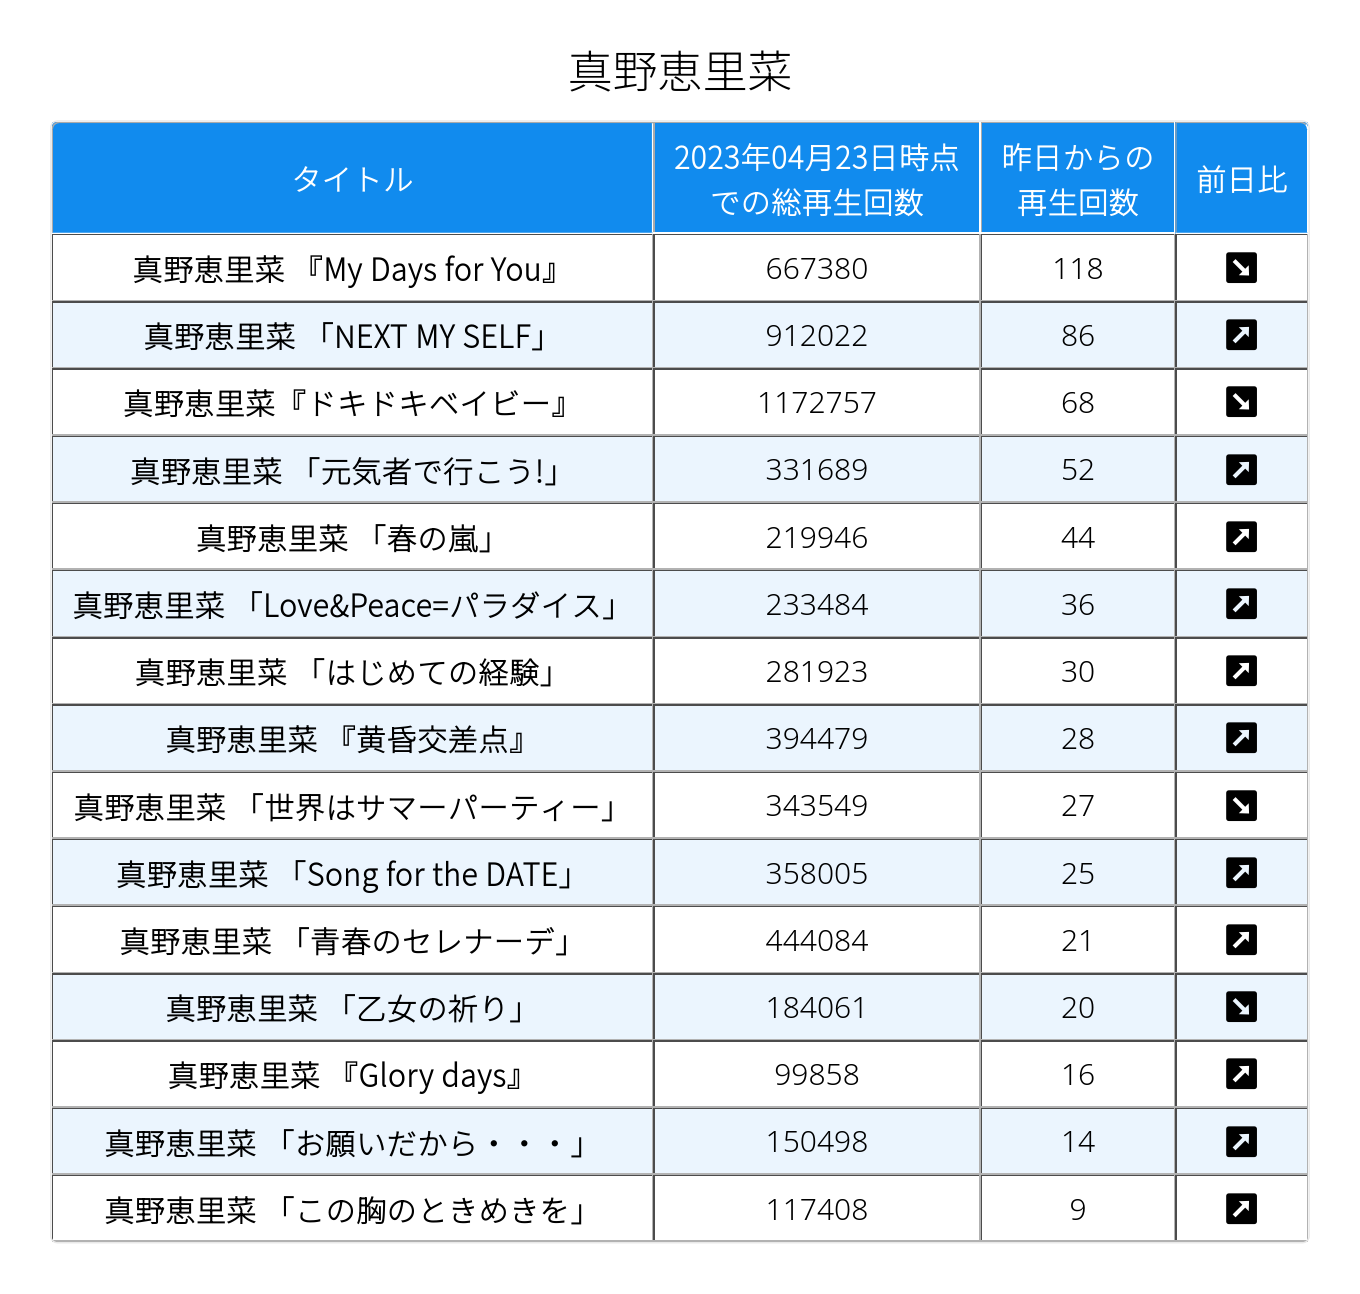 真野恵里菜
タイトル 2023年04月23日時点 昨日からの 前日比
での総再生回数 再生回数
真野恵里菜 『My Days for You』 667380 118 ↘
真野恵里菜 「NEXT MY SELF」 912022 86 ↗
真野恵里菜『ドキドキベイビー』 1172757 68 ↘
真野恵里菜 「元気者で行こう!」 331689 52 ↗
真野恵里菜 「春の嵐」 219946 44 ↗
真野恵里菜 「Love&Peace=パラダイス」 233484 36 ↗
真野恵里菜 「はじめての経験」 281923 30 ↗
真野恵里菜 『黄昏交差点』 394479 28 ↗
真野恵里菜 「世界はサマーパーティー」 343549 27 ↘
真野恵里菜 「Song for the DATE」 358005 25 ↗
真野恵里菜 「青春のセレナーデ」 444084 21 ↗
真野恵里菜 「乙女の祈り」 184061 20 ↘
真野恵里菜 『Glory days』 99858 16 ↗
真野恵里菜 「お願いだから・・・」 150498 14 ↗
真野恵里菜 「この胸のときめきを」 117408 9 ↗